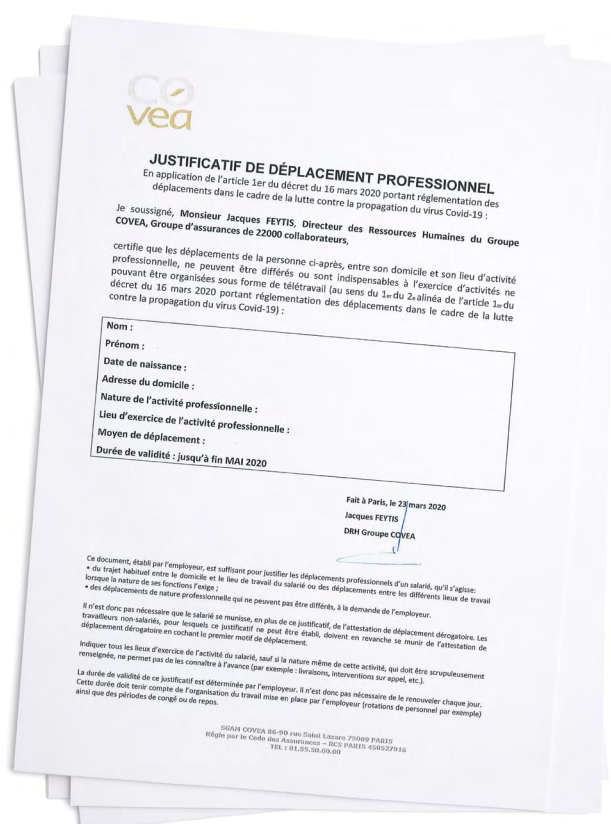 CÓ
véa
JUSTIFICATIF DE DÉPLACEMENT PROFESSIONNEL
En application de l'article 1er du décret du 16 mars 2020 portant réglementation des
déplacements dans le cadre de la lutte contre la propagation du virus Covid-19 :
Je soussigné, Monsieur Jacques FEYTIS, Directeur des Ressources Humaines du Groupe
COVEA, Groupe d'assurances de 22000 collaborateurs,
certifie que les déplacements de la personne ci-après, entre son domicile et son lieu d'activité
professionnelle, ne peuvent être différés ou sont indispensables à l'exercice d'activités ne
pouvant être organisées sous forme de télétravail (au sens du 1er du 2e alinéa de l'article 1er du
décret du 16 mars 2020 portant réglementation des déplacements dans le cadre de la lutte
contre la propagation du virus Covid-19) :
Nom :
Prénom :
Date de naissance :
Adresse du domicile :
Nature de l'activité professionnelle :
Lieu d'exercice de l'activité professionnelle :
Moyen de déplacement :
Durée de validité : jusqu'à fin MAI 2020
Fait à Paris, le 23 mars 2020
Jacques FEYTIS
DRH Groupe COVEA
Ce document, établi par l'employeur, est suffisant pour justifier les déplacements professionnels d'un salarié, qu'il s'agisse:
• du trajet habituel entre le domicile et le lieu de travail du salarié ou des déplacements entre les différents lieux de travail
lorsque la nature de ses fonctions l'exige ;
• des déplacements de nature professionnelle qui ne peuvent pas être différés, à la demande de l'employeur.
Il n'est donc pas nécessaire que le salarié se munisse, en plus de ce justificatif, de l'attestation de déplacement dérogatoire. Les
travailleurs non-salariés, pour lesquels ce justificatif ne peut être établi, doivent en revanche se munir de l'attestation de
déplacement dérogatoire en cochant le premier motif de déplacement.
Indiquer tous les lieux d'exercice de l'activité du salarié, sauf si la nature même de cette activité, qui doit être scrupuleusement
renseignée, ne permet pas de les connaître à l'avance (par exemple : livraisons, interventions sur appel, etc.).
La durée de validité de ce justificatif est déterminée par l'employeur. Il n'est donc pas nécessaire de le renouveler chaque jour.
Cette durée doit tenir compte de l'organisation du travail mise en place par l'employeur (rotations de personnel par exemple)
ainsi que des périodes de congé ou de repos.
SGAM COVEA 86-90 rue Saint Lazare 75009 PARIS
Régie par le Code des Assurances – RCS PARIS 450527916
TEL : 01.55.50.60.00